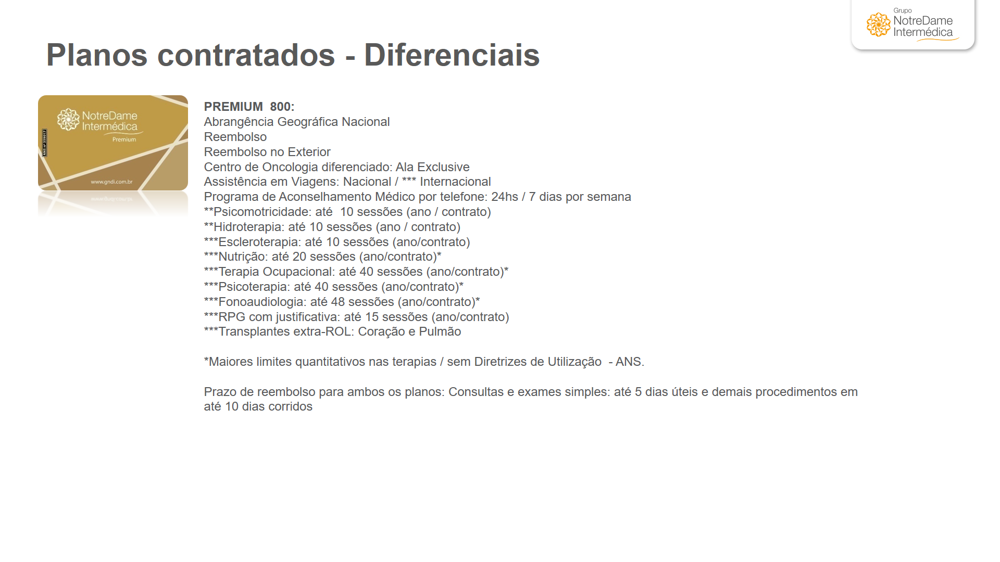 Grupo
NotreDame
Intermédica
Planos contratados - Diferenciais
NotreDame
Intermédica
Premium
ANS nº 359017
www.gndi.com.br
PREMIUM  800:
Abrangência Geográfica Nacional
Reembolso
Reembolso no Exterior
Centro de Oncologia diferenciado: Ala Exclusive
Assistência em Viagens: Nacional / *** Internacional
Programa de Aconselhamento Médico por telefone: 24hs / 7 dias por semana
**Psicomotricidade: até  10 sessões (ano / contrato)
**Hidroterapia: até 10 sessões (ano / contrato)
***Escleroterapia: até 10 sessões (ano/contrato)
***Nutrição: até 20 sessões (ano/contrato)*
***Terapia Ocupacional: até 40 sessões (ano/contrato)*
***Psicoterapia: até 40 sessões (ano/contrato)*
***Fonoaudiologia: até 48 sessões (ano/contrato)*
***RPG com justificativa: até 15 sessões (ano/contrato)
***Transplantes extra-ROL: Coração e Pulmão
*Maiores limites quantitativos nas terapias / sem Diretrizes de Utilização  - ANS.
Prazo de reembolso para ambos os planos: Consultas e exames simples: até 5 dias úteis e demais procedimentos em
até 10 dias corridos